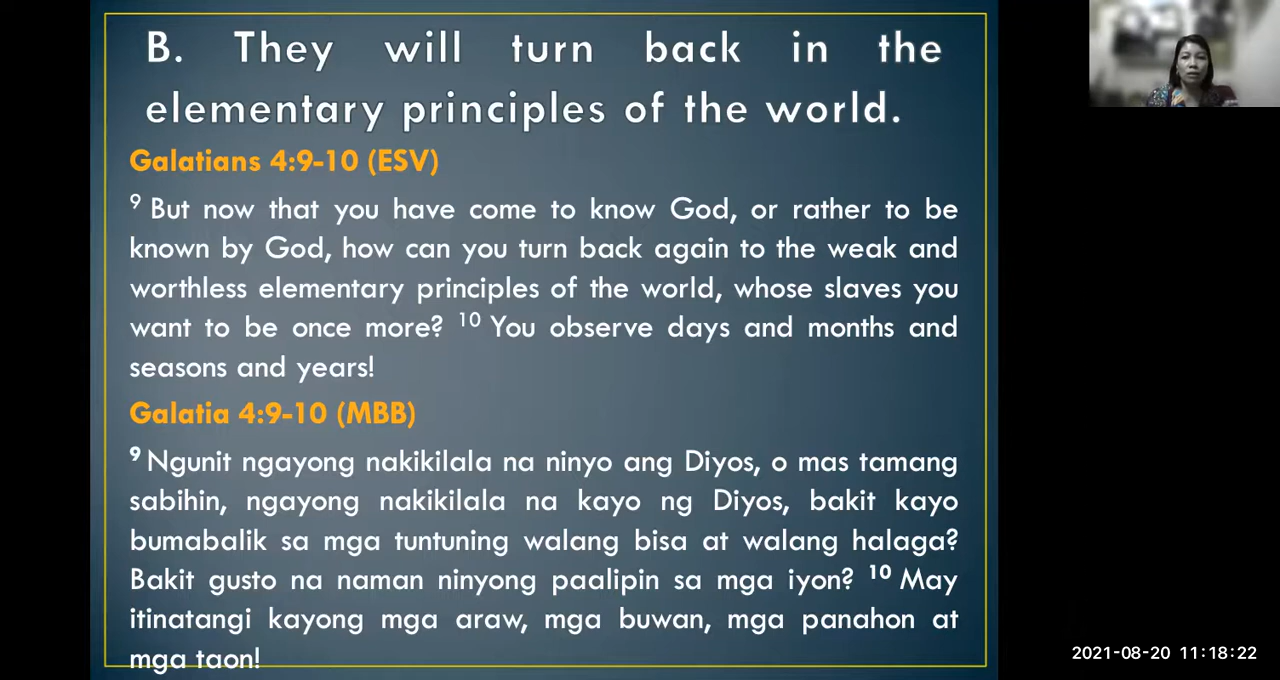 B. They will turn back in the
elementary principles of the world.
Galatians 4:9-10 (ESV)
⁹ But now that you have come to know God, or rather to be
known by God, how can you turn back again to the weak and
worthless elementary principles of the world, whose slaves you
want to be once more? ¹⁰ You observe days and months and
seasons and years!
Galatia 4:9-10 (MBB)
⁹ Ngunit ngayong nakikilala na ninyo ang Diyos, o mas tamang
sabihin, ngayong nakikilala na kayo ng Diyos, bakit kayo
bumabalik sa mga tuntuning walang bisa at walang halaga?
Bakit gusto na naman ninyong paalipin sa mga iyon? ¹⁰ May
itinatangi kayong mga araw, mga buwan, mga panahon at
mga taon!
2021-08-20 11:18:22